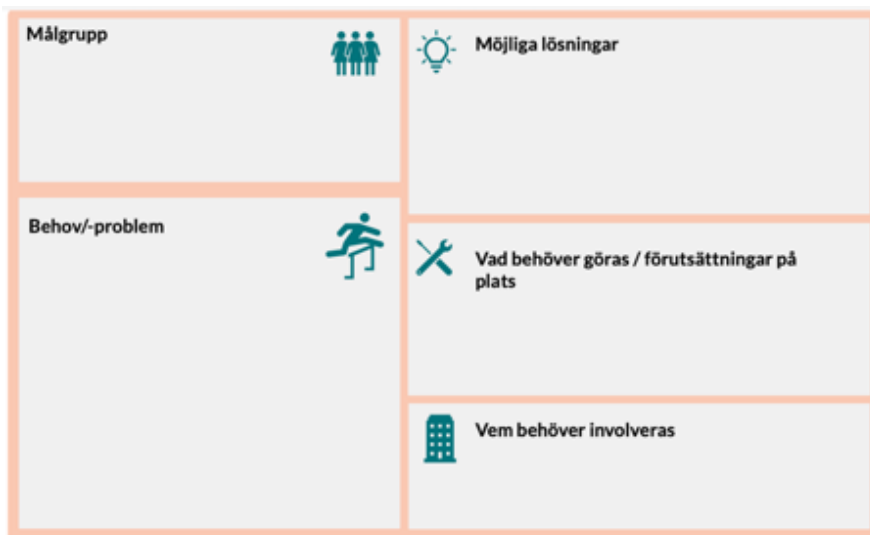 Målgrupp
Behov/-problem
Möjliga lösningar
Vad behöver göras / förutsättningar på
plats
Vem behöver involveras